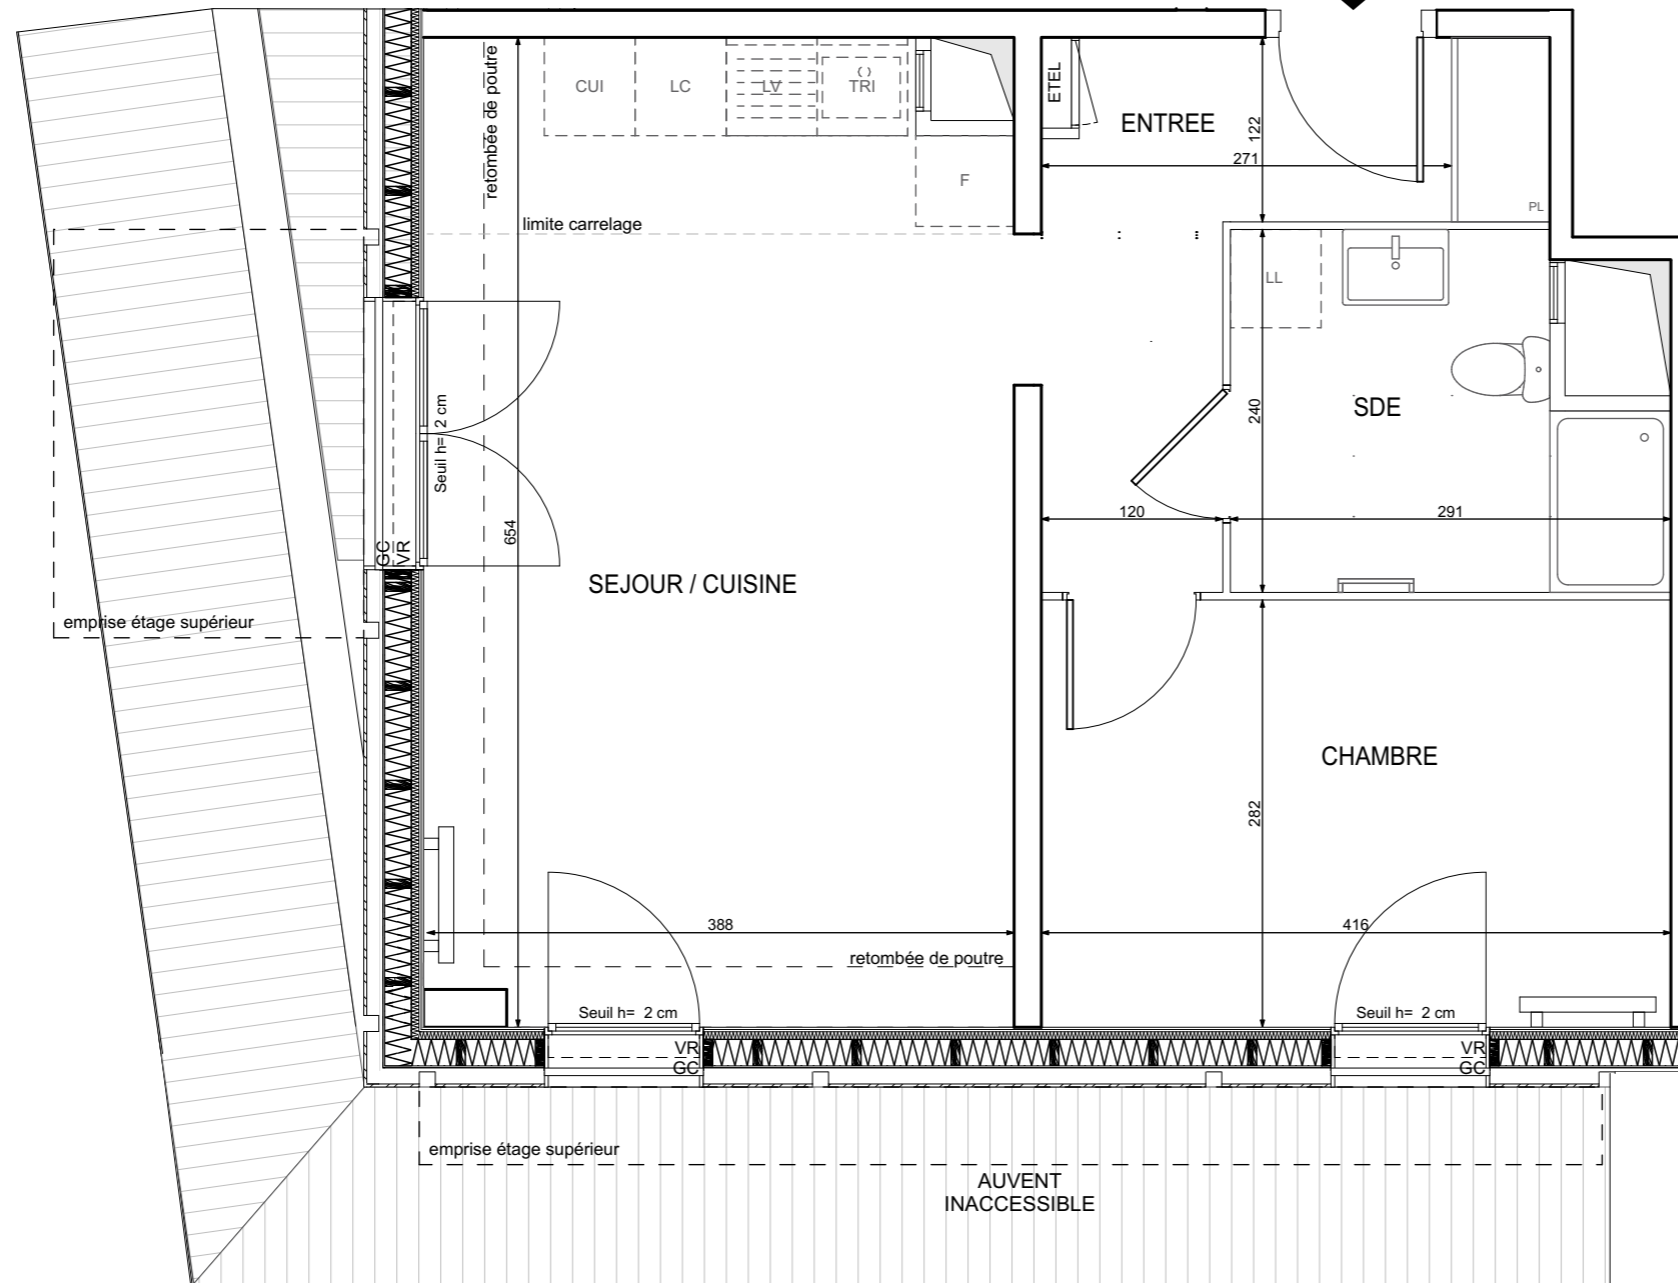 retombée de poutre
CUI
LC
LV
TRI
ETEL
ENTREE
122
271
F
PL
limite carrelage
LL
Seuil h= 2 cm
240
SDE
654
120
291
GC
VR
SEJOUR / CUISINE
emprise étage supérieur
CHAMBRE
282
388
416
retombée de poutre
Seuil h= 2 cm
Seuil h= 2 cm
VR
GC
VR
GC
emprise étage supérieur
AUVENT
INACCESSIBLE